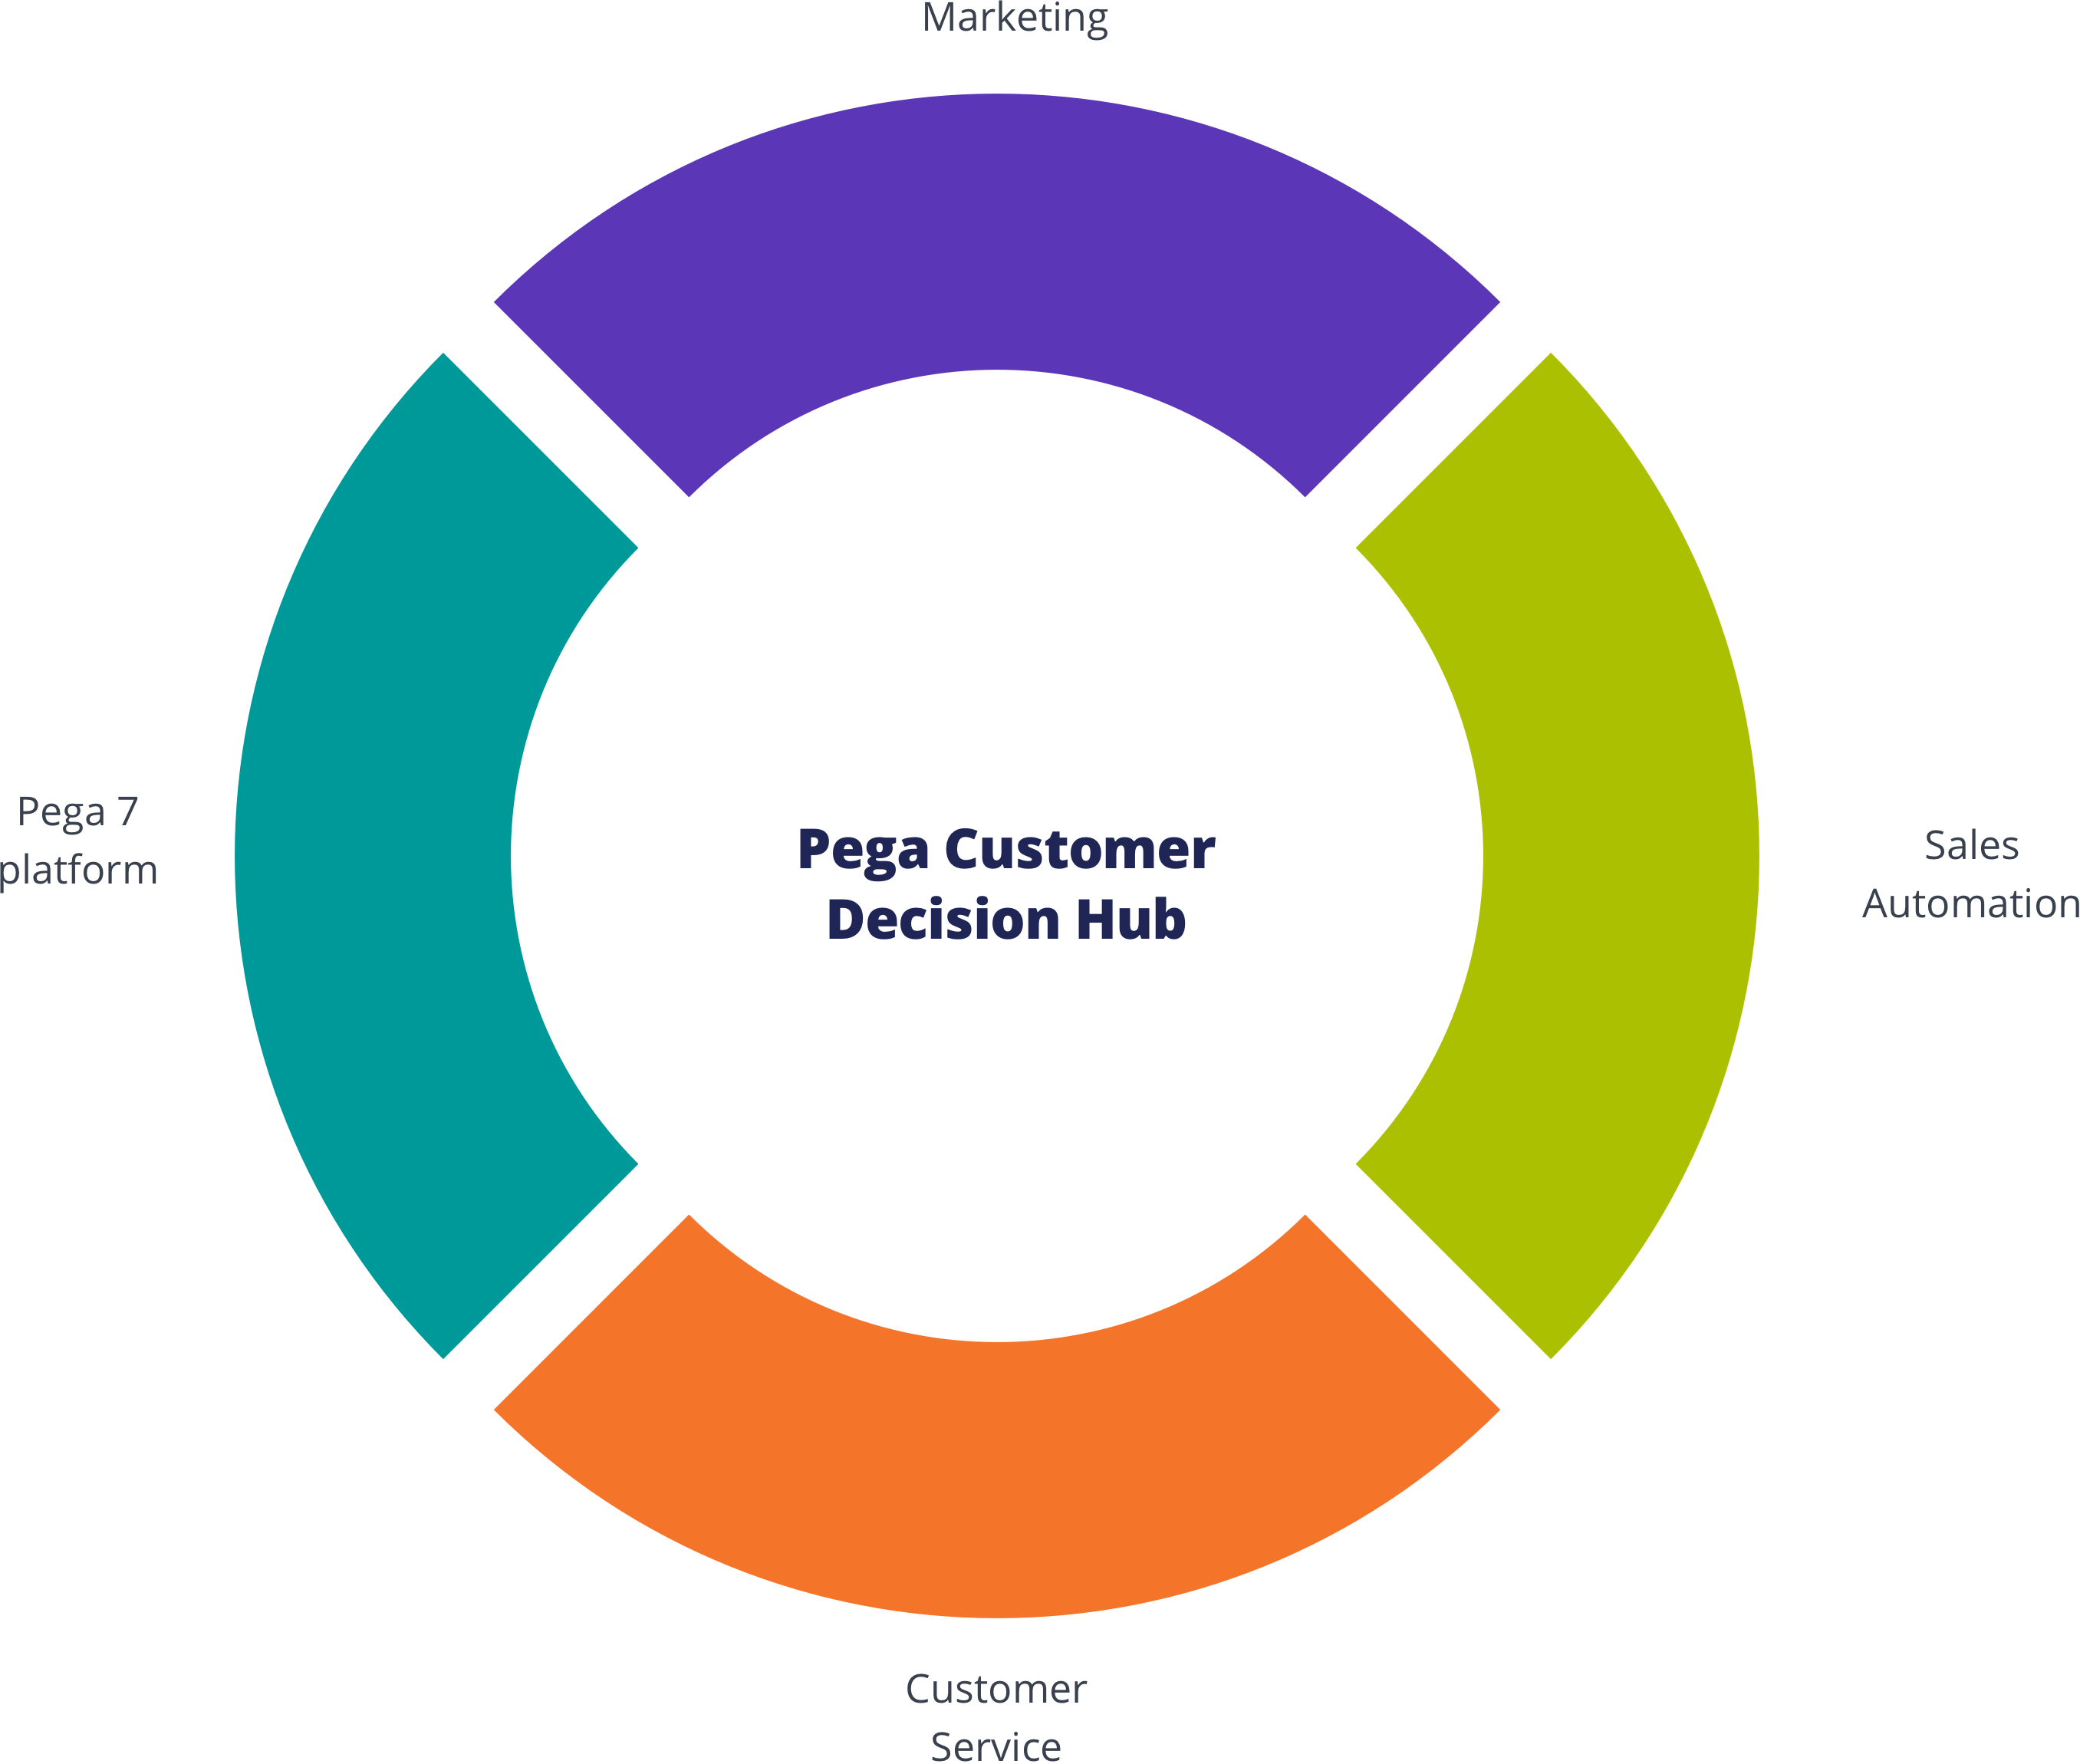 Marketing
Pega 7
platform
Pega Customer
Decision Hub
Sales
Automation
Customer
Service